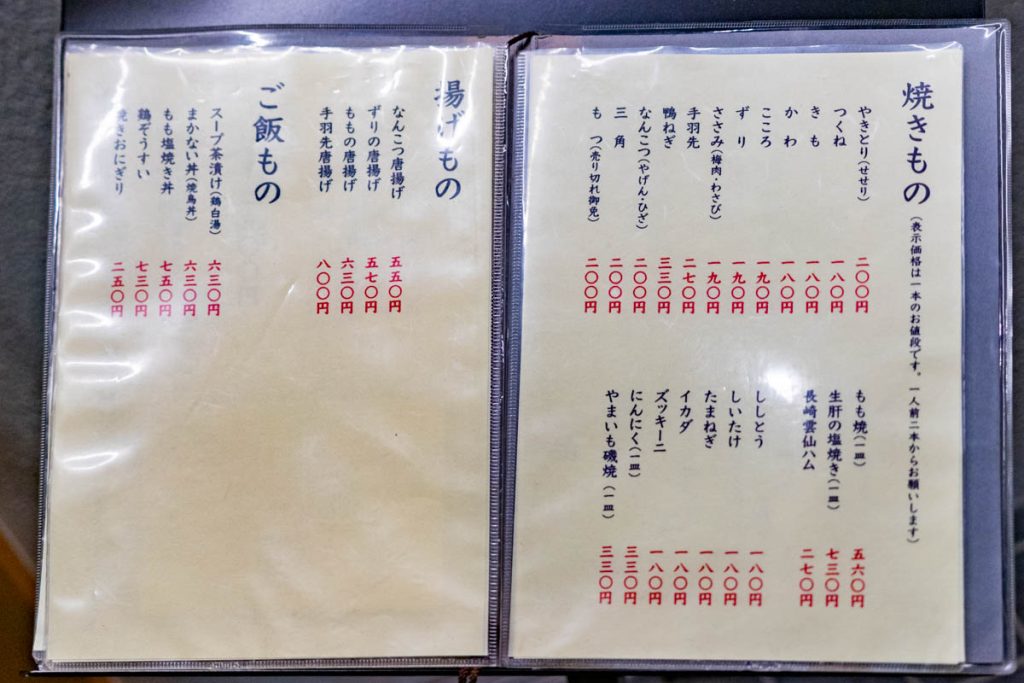 焼きもの（表示価格は一本のお値段です。一人前二本からお願いします）
やきとり（せせり） 二〇〇円
つくね 一八〇円
きも 一八〇円
かわ 一八〇円
こころ 一九〇円
ずり 一九〇円
ささみ（梅肉・わさび） 一九〇円
手羽先 二七〇円
鴨ねぎ 三三〇円
なんこつ（やげん・ひざ） 二〇〇円
三角 二〇〇円
もつ（売り切れ御免） 二〇〇円
もも焼（一皿） 五六〇円
生肝の塩焼き（一皿） 七三〇円
長崎雲仙ハム 二七〇円
ししとう 一八〇円
しいたけ 一八〇円
たまねぎ 一八〇円
イカダ 一八〇円
ズッキーニ 一八〇円
にんにく（一皿） 三三〇円
やまいも磯焼（一皿） 三三〇円
揚げもの
なんこつ唐揚げ 五五〇円
ずりの唐揚げ 五七〇円
ももの唐揚げ 六三〇円
手羽先唐揚げ 八〇〇円
ご飯もの
スープ茶漬け（鶏白湯） 六三〇円
まかない丼（焼鳥丼） 六三〇円
もも塩焼き丼 七五〇円
鶏ぞうすい 七三〇円
焼きおにぎり 二五〇円